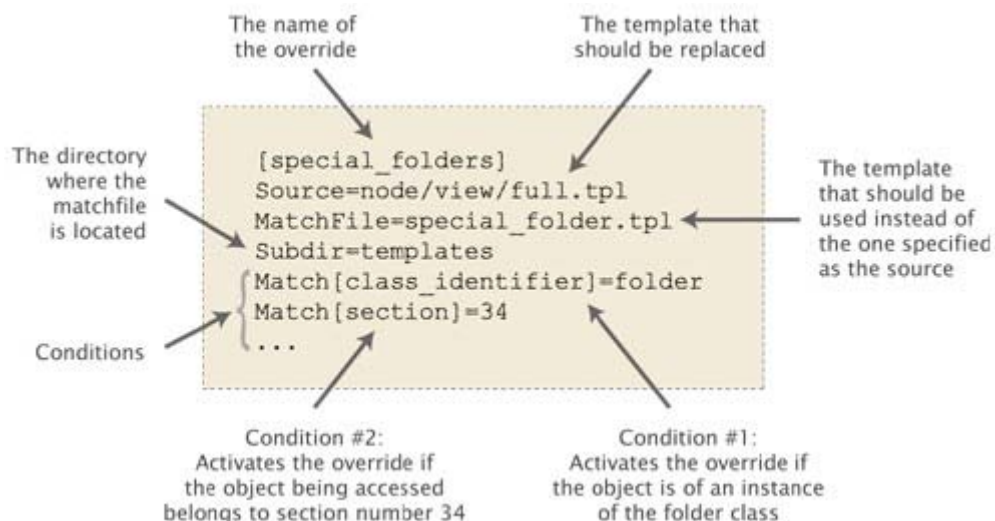 The name of
the override
The template that
should be replaced
The directory
where the
matchfile
is located
[special_folders]
Source=node/view/full.tpl
MatchFile=special_folder.tpl
Subdir=templates
Match[class_identifier]=folder
Match[section]=34
...
The template
that should be
used instead of
the one specified
as the source
Conditions
Condition #2:
Activates the override if
the object being accessed
belongs to section number 34
Condition #1:
Activates the override if
the object is of an instance
of the folder class